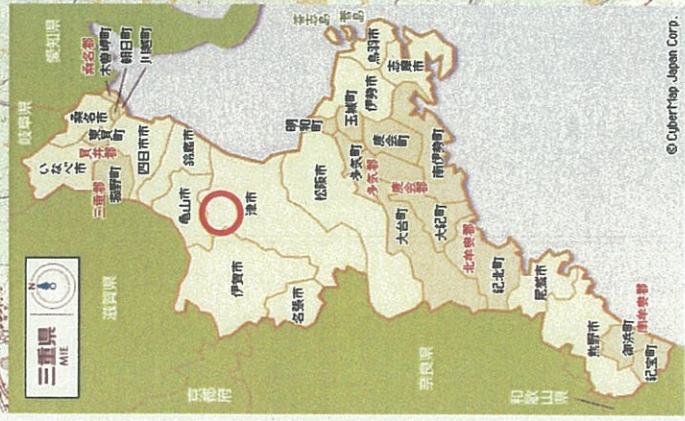 三重県
MIE
N
愛知県
岐阜県
滋賀県
京都府
奈良県
和歌山県
桑名郡
木曽岬町
朝日町
川越町
桑名市
東員町
員弁郡
いなべ市
三重郡
菰野町
四日市市
鈴鹿市
亀山市
津市
伊賀市
名張市
松阪市
明和町
多気町
多気郡
玉城町
伊勢市
鳥羽市
志摩市
答志島
菅島
度会町
度会郡
南伊勢町
大台町
大紀町
北牟婁郡
紀北町
尾鷲市
熊野市
御浜町
南牟婁郡
紀宝町
© CyberMap Japan Corp.